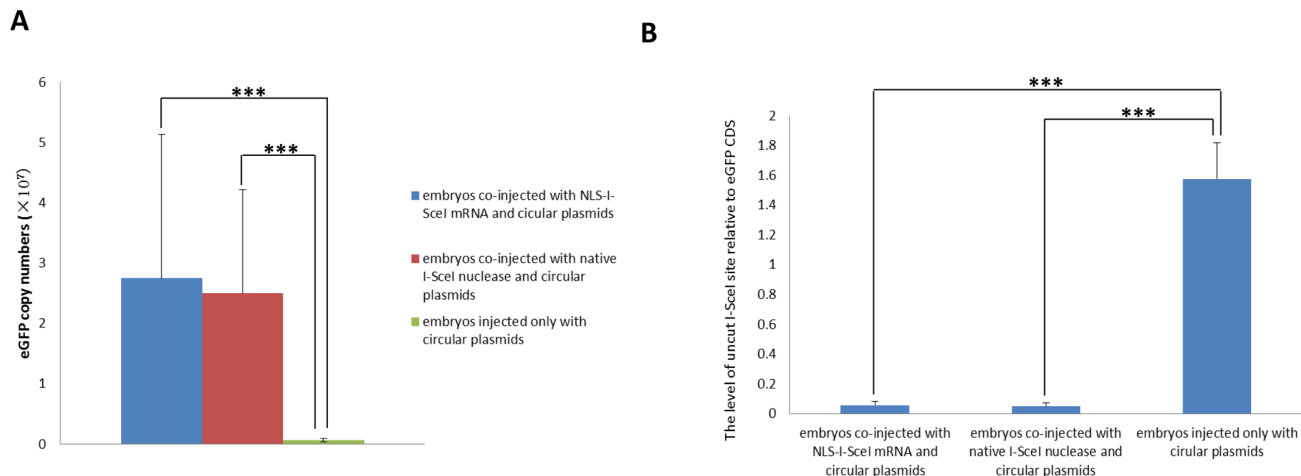 A
eGFP copy numbers (×10⁷)
6
5
4
3
2
1
0
***
***
embryos co-injected with NLS-I-
SceI mRNA and cicular plasmids
embryos co-injected with native
I-SceI nuclease and circular
plasmids
embryos injected only with
circular plasmids
B
The level of uncut I-SceI site relative to eGFP CDS
2
1.8
1.6
1.4
1.2
1
0.8
0.6
0.4
0.2
0
***
***
embryos co-injected with
NLS-I-SceI mRNA and
circular plasmids
embryos co-injected with
native I-SceI nuclease and
circular plasmids
embryos injected only with
cirular plasmids